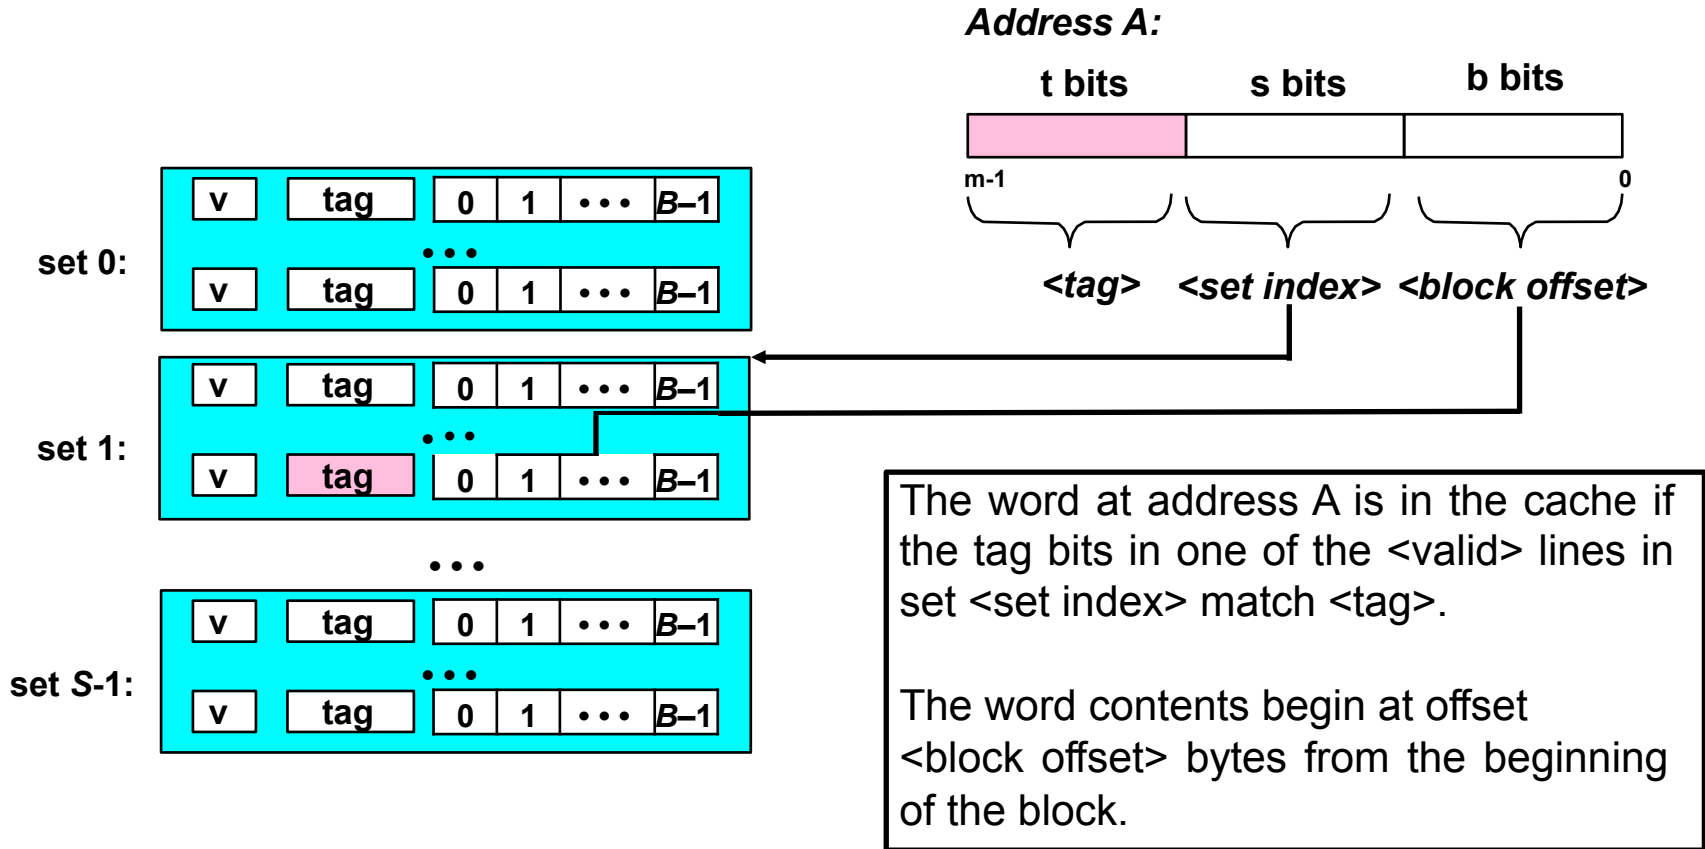 Address A:
t bits s bits b bits
m-1 0
<tag> <set index> <block offset>
v tag 0 1 ••• B–1
•••
set 0:
v tag 0 1 ••• B–1
v tag 0 1 ••• B–1
•••
set 1:
v tag 0 1 ••• B–1
•••
v tag 0 1 ••• B–1
•••
set S-1:
v tag 0 1 ••• B–1
The word at address A is in the cache if
the tag bits in one of the <valid> lines in
set <set index> match <tag>.
The word contents begin at offset
<block offset> bytes from the beginning
of the block.